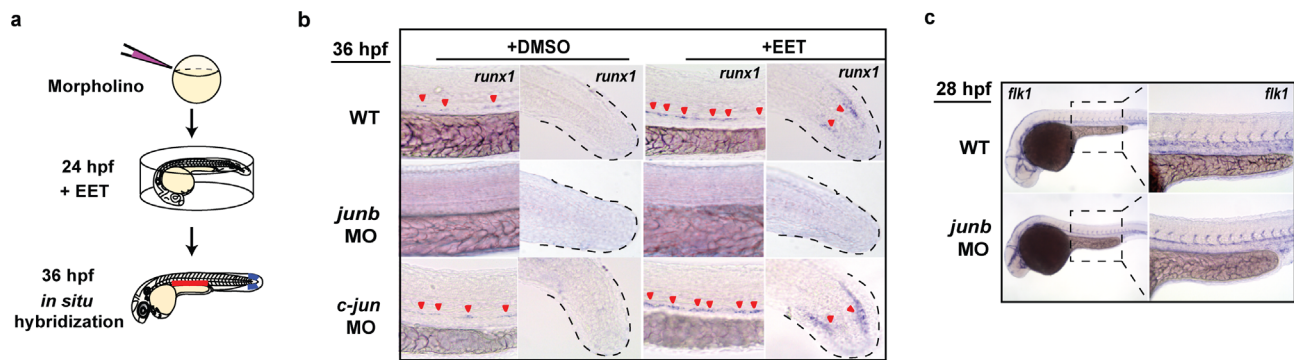 a
Morpholino
24 hpf
+ EET
36 hpf
in situ
hybridization
b
36 hpf
+DMSO
+EET
runx1
runx1
runx1
runx1
WT
junb
MO
c-jun
MO
c
28 hpf
flk1
flk1
WT
junb
MO